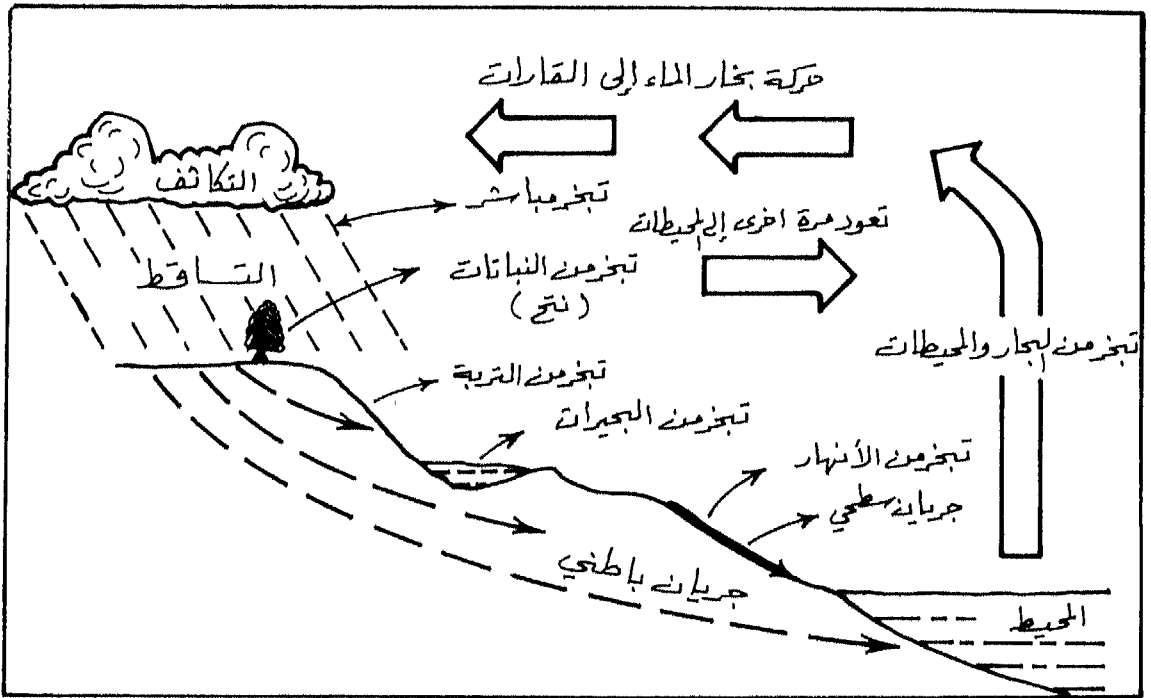 حركة بخار الماء إلى القارات
التكاثف
تبخر مباشر
تعود مرة اخرى إلى المحيطات
التساقط
تبخر من النباتات
(نتح)
تبخر من البحار والمحيطات
تبخر من التربة
تبخر من البحيرات
تبخر من الأنهار
جريان سطحي
جريان باطني
المحيط